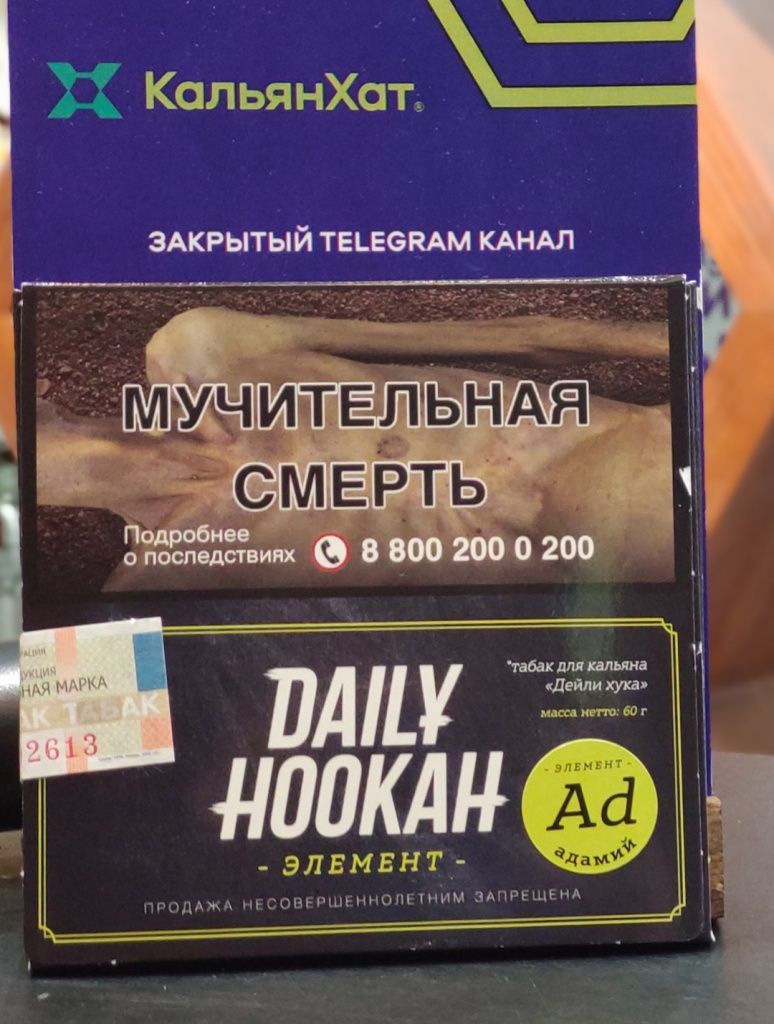 КальянХат
ЗАКРЫТЫЙ TELEGRAM КАНАЛ
МУЧИТЕЛЬНАЯ
СМЕРТЬ
Подробнее
о последствиях 8 800 200 0 200
НАЯ МАРКА
АК ТАБАК
2613
DAILY
HOOKAH
- ЭЛЕМЕНТ -
*табак для кальяна
«Дейли хука»
масса нетто: 60 г
- ЭЛЕМЕНТ -
Ad
адамий
ПРОДАЖА НЕСОВЕРШЕННОЛЕТНИМ ЗАПРЕЩЕНА